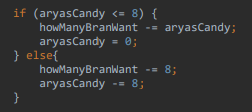 if (aryasCandy <= 8) {
    howManyBranWant -= aryasCandy;
    aryasCandy = 0;
} else{
    howManyBranWant -= 8;
    aryasCandy -= 8;
}